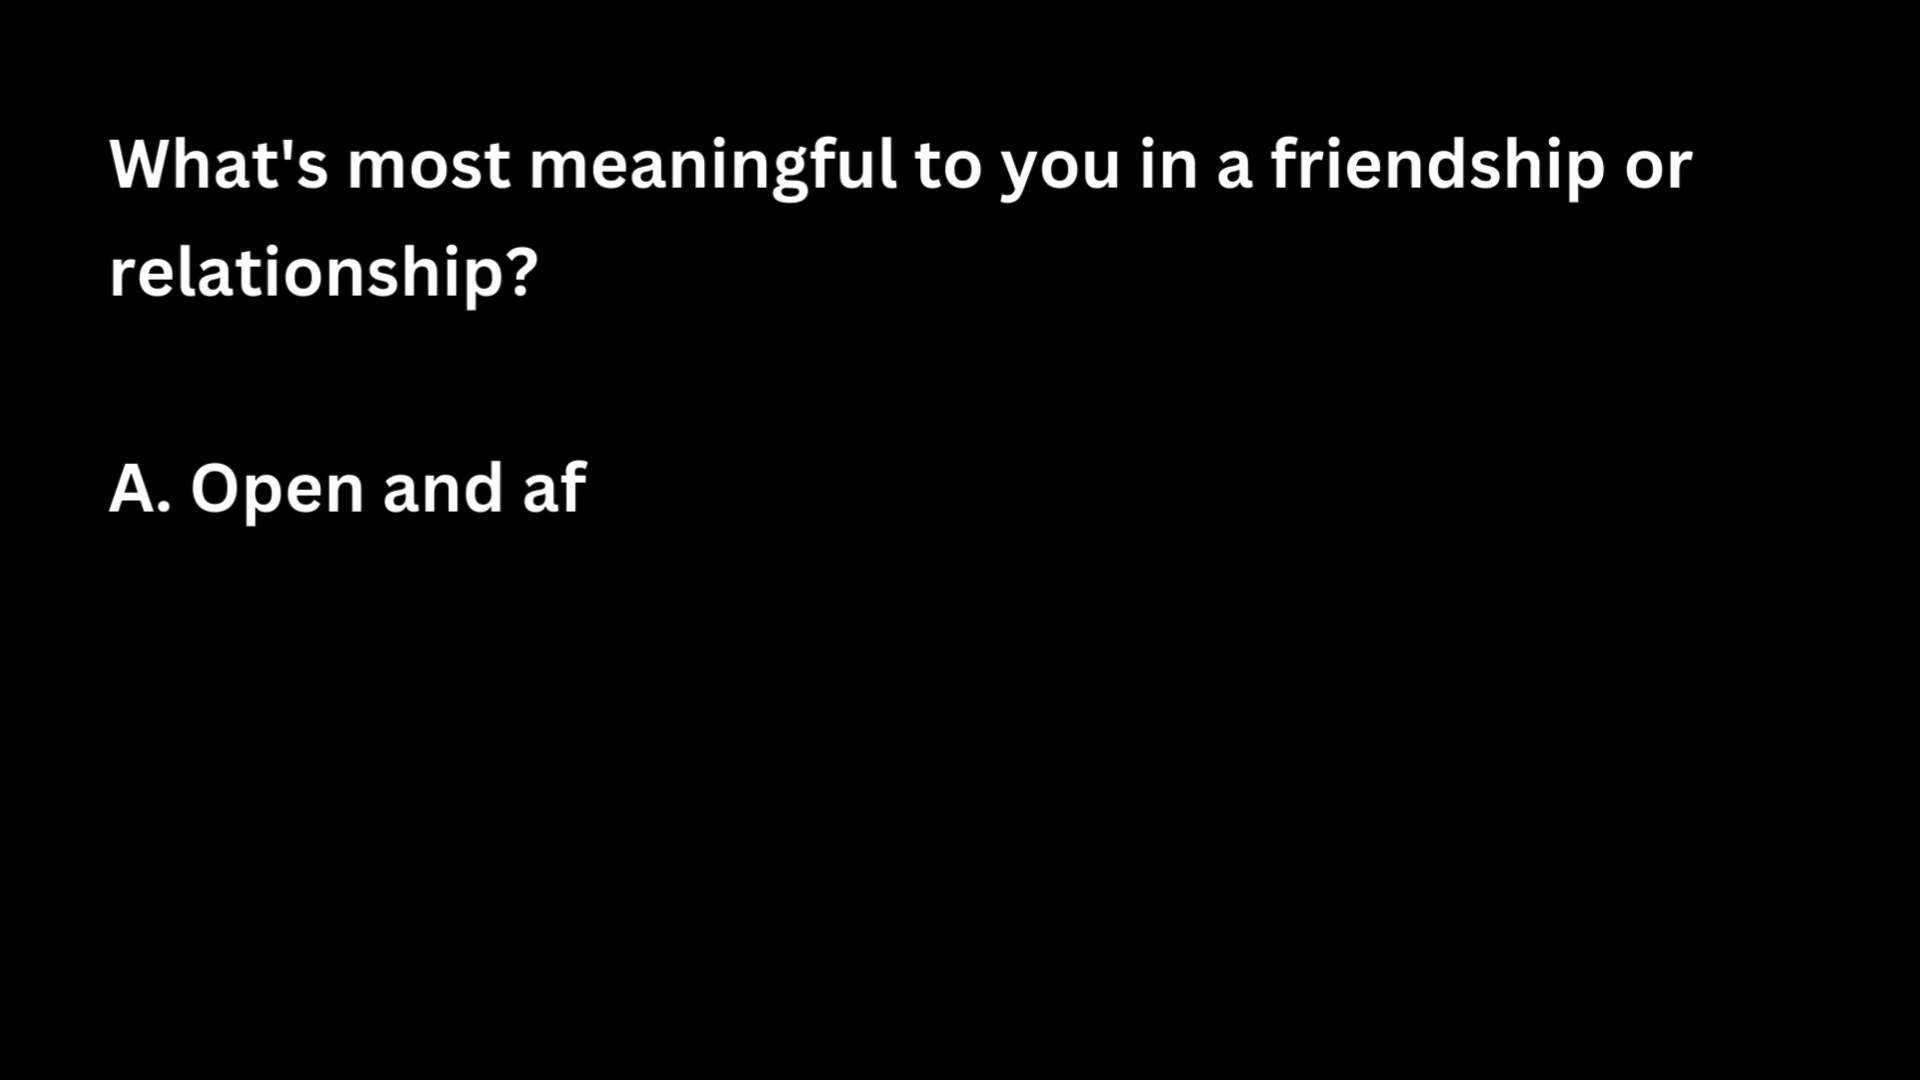 What's most meaningful to you in a friendship or
relationship?
A. Open and af